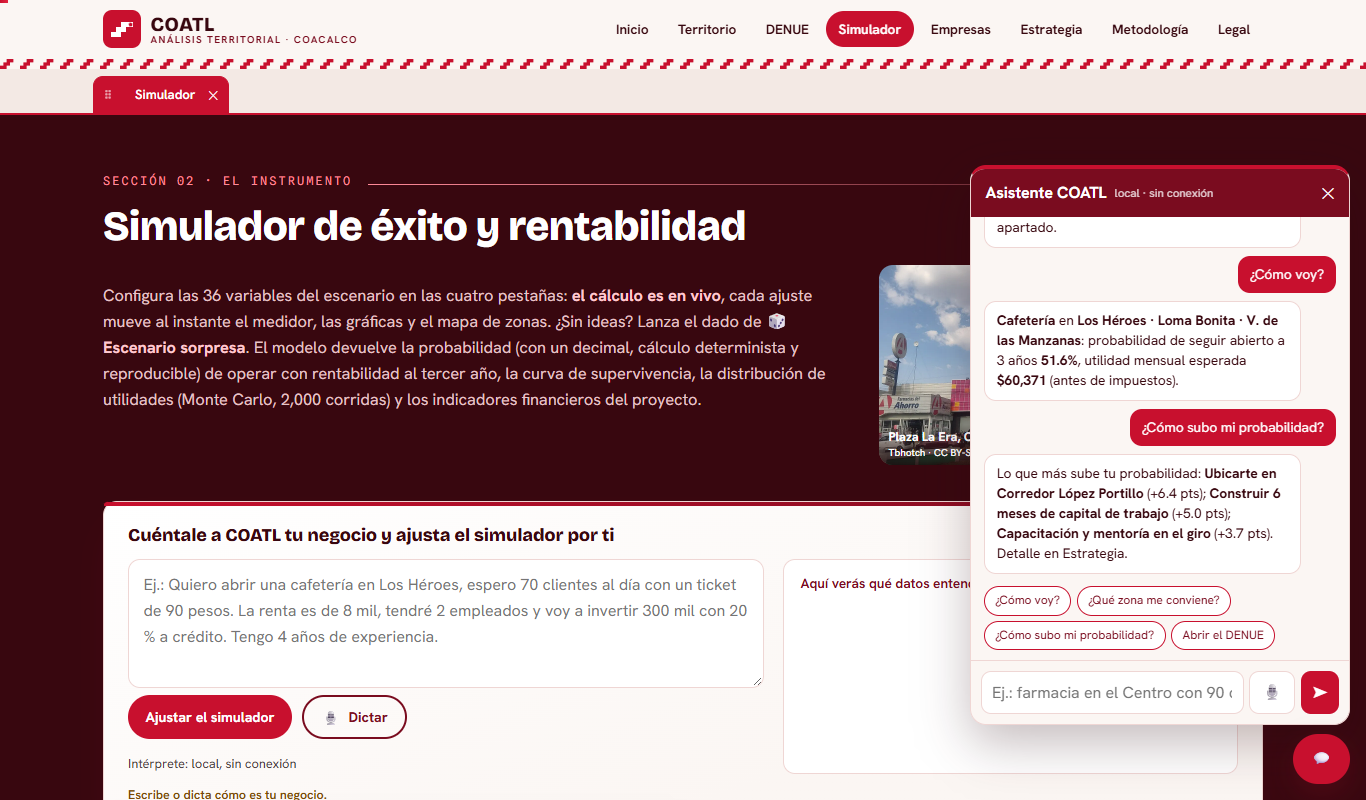 COATL
ANÁLISIS TERRITORIAL · COACALCO
Inicio
Territorio
DENUE
Simulador
Empresas
Estrategia
Metodología
Legal
Simulador
SECCIÓN 02 · EL INSTRUMENTO
Simulador de éxito y rentabilidad
Configura las 36 variables del escenario en las cuatro pestañas: el cálculo es en vivo, cada ajuste
mueve al instante el medidor, las gráficas y el mapa de zonas. ¿Sin ideas? Lanza el dado de 🎲
Escenario sorpresa. El modelo devuelve la probabilidad (con un decimal, cálculo determinista y
reproducible) de operar con rentabilidad al tercer año, la curva de supervivencia, la distribución de
utilidades (Monte Carlo, 2,000 corridas) y los indicadores financieros del proyecto.
Ahorro
Plaza La Era, C
Tbhotch · CC BY-S
Cuéntale a COATL tu negocio y ajusta el simulador por ti
Ej.: Quiero abrir una cafetería en Los Héroes, espero 70 clientes al día con un ticket
de 90 pesos. La renta es de 8 mil, tendré 2 empleados y voy a invertir 300 mil con 20
% a crédito. Tengo 4 años de experiencia.
Ajustar el simulador
Dictar
Intérprete: local, sin conexión
Escribe o dicta cómo es tu negocio.
Aquí verás qué datos entend
Asistente COATL local · sin conexión
apartado.
¿Cómo voy?
Cafetería en Los Héroes · Loma Bonita · V. de
las Manzanas: probabilidad de seguir abierto a
3 años 51.6%, utilidad mensual esperada
$60,371 (antes de impuestos).
¿Cómo subo mi probabilidad?
Lo que más sube tu probabilidad: Ubicarte en
Corredor López Portillo (+6.4 pts); Construir 6
meses de capital de trabajo (+5.0 pts);
Capacitación y mentoría en el giro (+3.7 pts).
Detalle en Estrategia.
¿Cómo voy?
¿Qué zona me conviene?
¿Cómo subo mi probabilidad?
Abrir el DENUE
Ej.: farmacia en el Centro con 90 c